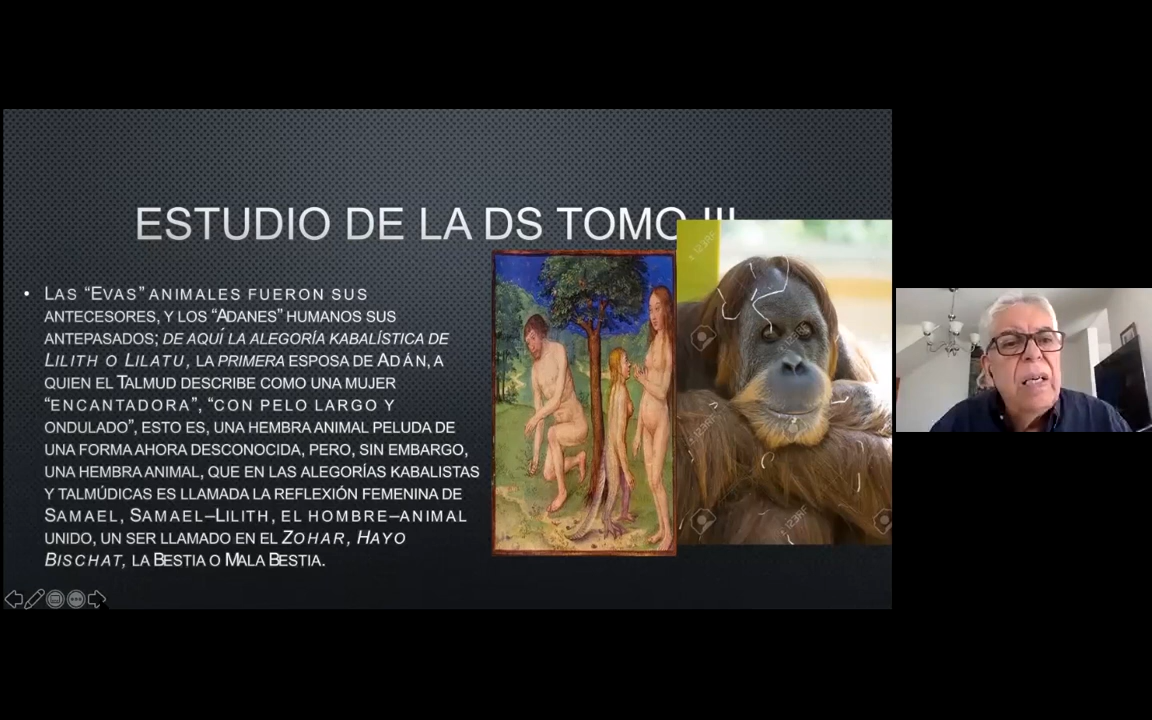 ESTUDIO DE LA DS TOMO III
• LAS “EVAS” ANIMALES FUERON SUS
ANTECESORES, Y LOS “ADANES” HUMANOS SUS
ANTEPASADOS; DE AQUÍ LA ALEGORÍA KABALÍSTICA DE
LILITH O LILATU, LA PRIMERA ESPOSA DE ADÁN, A
QUIEN EL TALMUD DESCRIBE COMO UNA MUJER
“ENCANTADORA”, “CON PELO LARGO Y
ONDULADO”, ESTO ES, UNA HEMBRA ANIMAL PELUDA DE
UNA FORMA AHORA DESCONOCIDA, PERO, SIN EMBARGO,
UNA HEMBRA ANIMAL, QUE EN LAS ALEGORÍAS KABALISTAS
Y TALMÚDICAS ES LLAMADA LA REFLEXIÓN FEMENINA DE
SAMAEL, SAMAEL–LILITH, EL HOMBRE–ANIMAL
UNIDO, UN SER LLAMADO EN EL ZOHAR, HAYO
BISCHAT, LA BESTIA O MALA BESTIA.
123RF
123RF
123RF